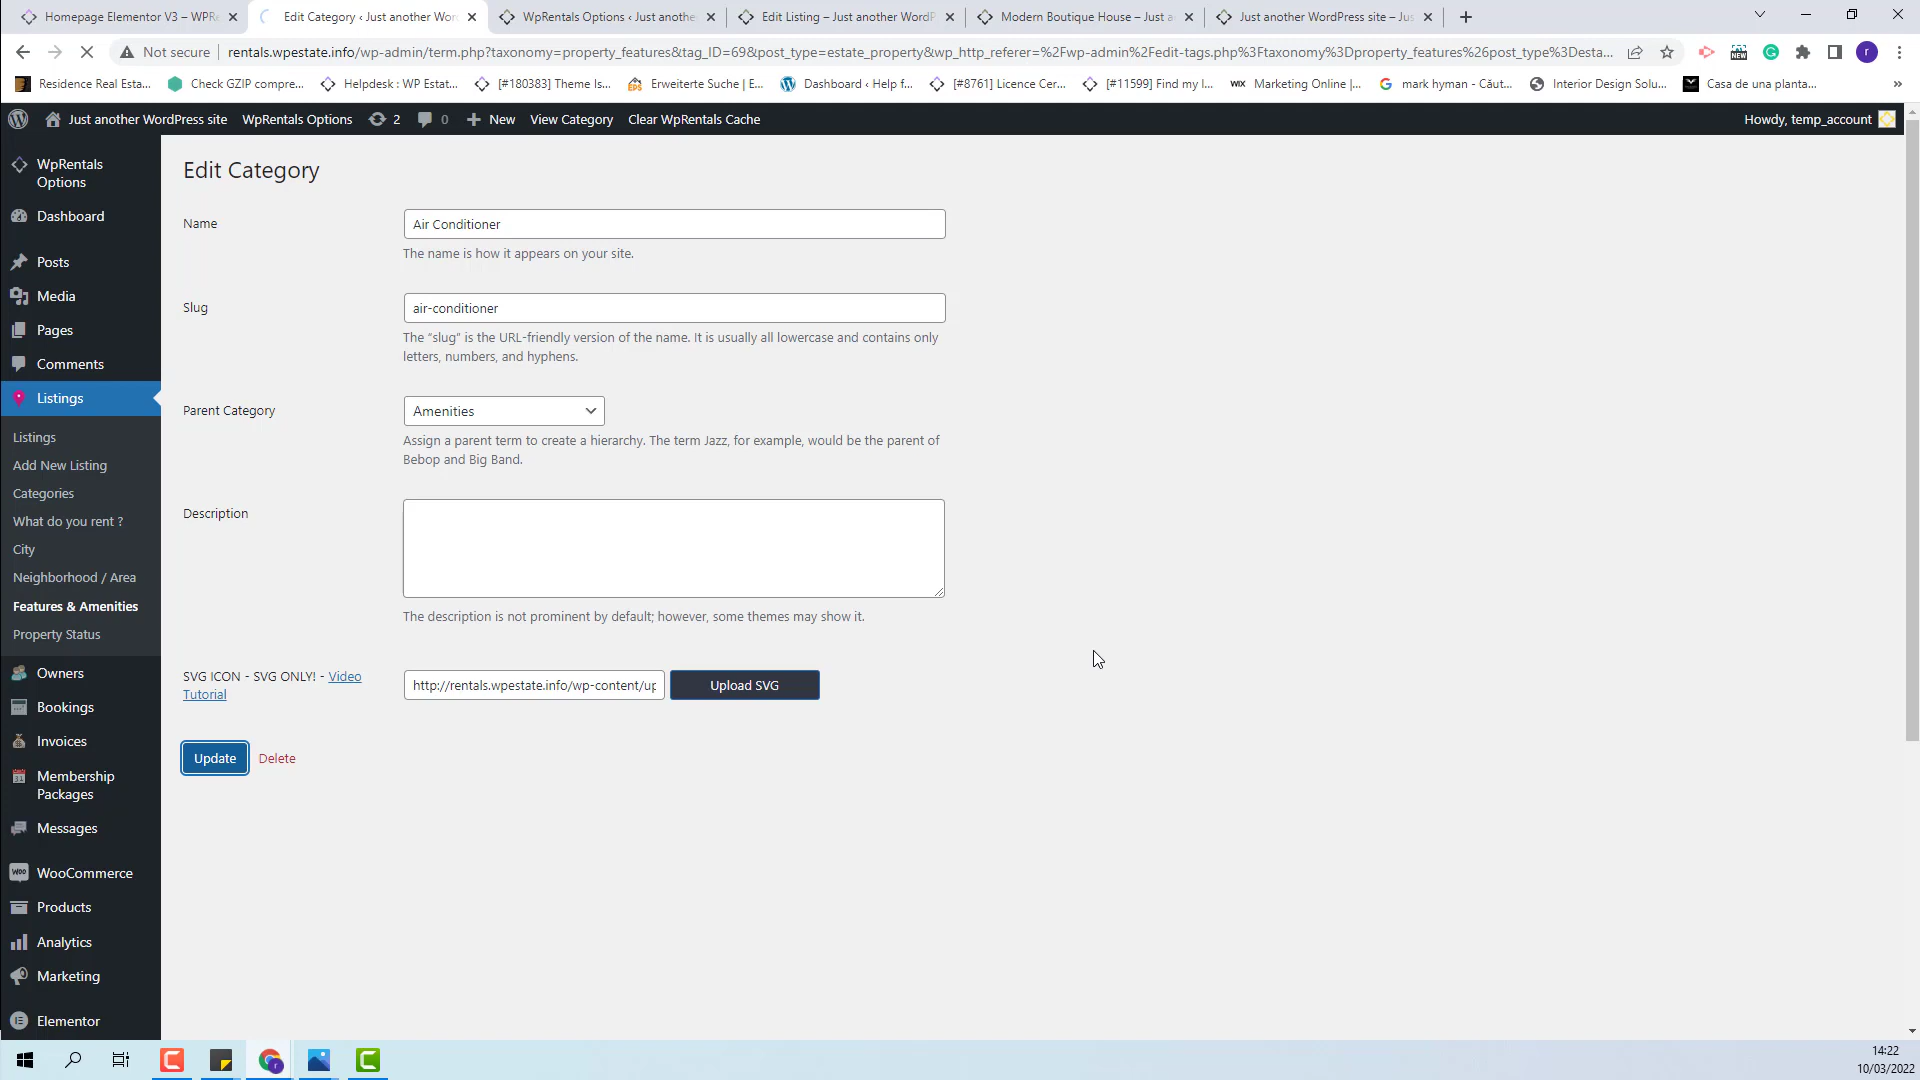 Homepage Elementor V3 – WPRe
Edit Category ‹ Just another Wor
WpRentals Options ‹ Just anothe
Edit Listing – Just another WordP
Modern Boutique House – Just a
Just another WordPress site – Jus
Not secure
rentals.wpestate.info/wp-admin/term.php?taxonomy=property_features&tag_ID=69&post_type=estate_property&wp_http_referer=%2Fwp-admin%2Fedit-tags.php%3Ftaxonomy%3Dproperty_features%26post_type%3Desta...
NEW
r
Residence Real Esta...
Check GZIP compre...
Helpdesk : WP Estat...
[#180383] Theme Is...
EPS
Erweiterte Suche | E...
Dashboard ‹ Help f...
[#8761] Licence Cer...
[#11599] Find my l...
WIX
Marketing Online |...
mark hyman - Căut...
Interior Design Solu...
Casa de una planta...
Just another WordPress site
WpRentals Options
2
0
New
View Category
Clear WpRentals Cache
Howdy, temp_account
WpRentals
Options
Dashboard
Posts
Media
Pages
Comments
Listings
Listings
Add New Listing
Categories
What do you rent ?
City
Neighborhood / Area
Features & Amenities
Property Status
Owners
Bookings
Invoices
Membership
Packages
Messages
WooCommerce
Products
Analytics
Marketing
Elementor
Edit Category
Name
Air Conditioner
The name is how it appears on your site.
Slug
air-conditioner
The “slug” is the URL-friendly version of the name. It is usually all lowercase and contains only
letters, numbers, and hyphens.
Parent Category
Amenities
Assign a parent term to create a hierarchy. The term Jazz, for example, would be the parent of
Bebop and Big Band.
Description
The description is not prominent by default; however, some themes may show it.
SVG ICON - SVG ONLY! - Video
Tutorial
http://rentals.wpestate.info/wp-content/up
Upload SVG
Update
Delete
14:22
10/03/2022